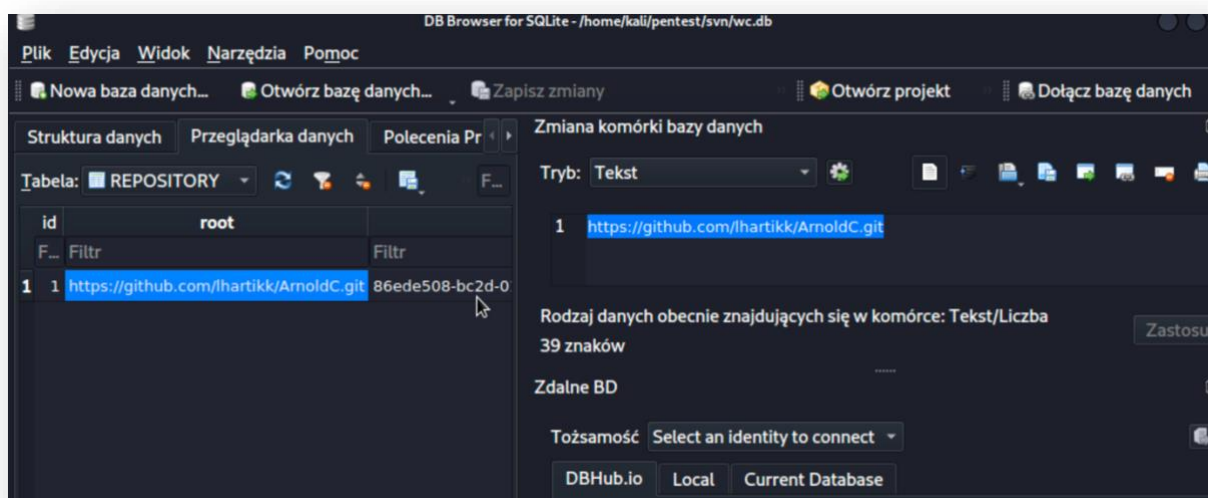 DB Browser for SQLite - /home/kali/pentest/svn/wc.db
Plik Edycja Widok Narzędzia Pomoc
Nowa baza danych... Otwórz bazę danych... Zapisz zmiany Otwórz projekt Dołącz bazę danych
Struktura danych Przeglądarka danych Polecenia Pr
Tabela: REPOSITORY F...
id root
F... Filtr Filtr
1 1 https://github.com/lhartikk/ArnoldC.git 86ede508-bc2d-0
Zmiana komórki bazy danych
Tryb: Tekst
1 https://github.com/lhartikk/ArnoldC.git
Rodzaj danych obecnie znajdujących się w komórce: Tekst/Liczba
39 znaków
Zastosu
Zdalne BD
Tożsamość Select an identity to connect
DBHub.io Local Current Database